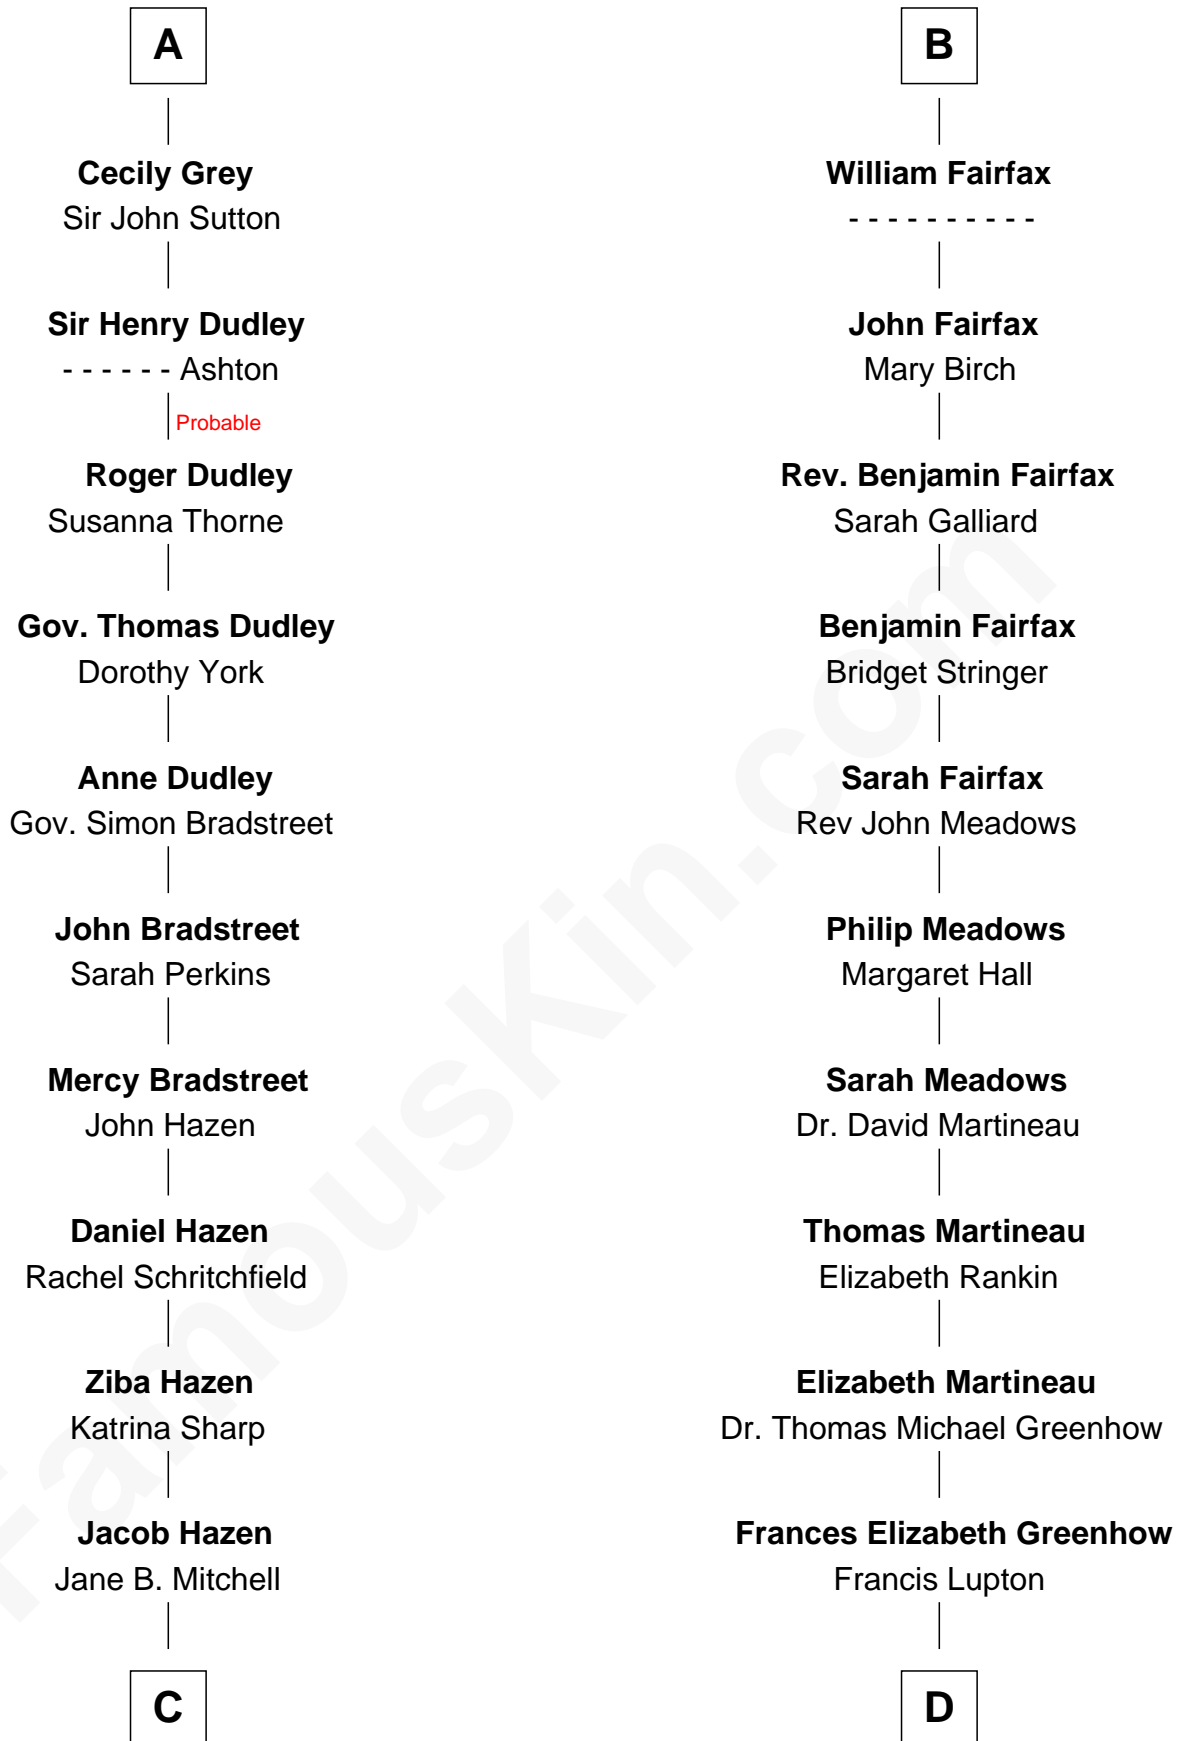 A
Cecily Grey
Sir John Sutton
Sir Henry Dudley
- - - - - - Ashton
Probable
Roger Dudley
Susanna Thorne
Gov. Thomas Dudley
Dorothy York
Anne Dudley
Gov. Simon Bradstreet
John Bradstreet
Sarah Perkins
Mercy Bradstreet
John Hazen
Daniel Hazen
Rachel Schritchfield
Ziba Hazen
Katrina Sharp
Jacob Hazen
Jane B. Mitchell
C
B
William Fairfax
- - - - - - - - - -
John Fairfax
Mary Birch
Rev. Benjamin Fairfax
Sarah Galliard
Benjamin Fairfax
Bridget Stringer
Sarah Fairfax
Rev John Meadows
Philip Meadows
Margaret Hall
Sarah Meadows
Dr. David Martineau
Thomas Martineau
Elizabeth Rankin
Elizabeth Martineau
Dr. Thomas Michael Greenhow
Frances Elizabeth Greenhow
Francis Lupton
D
FamousKin.com